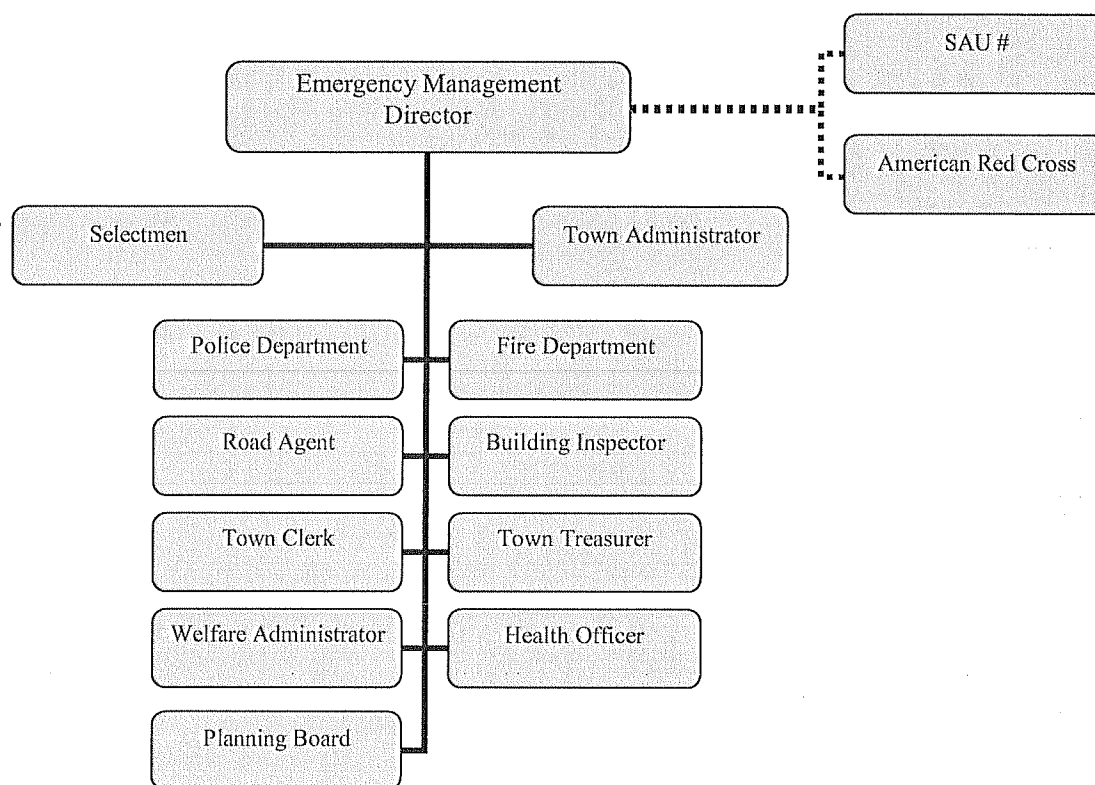 SAU #
Emergency Management
Director
American Red Cross
Selectmen
Town Administrator
Police Department
Fire Department
Road Agent
Building Inspector
Town Clerk
Town Treasurer
Welfare Administrator
Health Officer
Planning Board